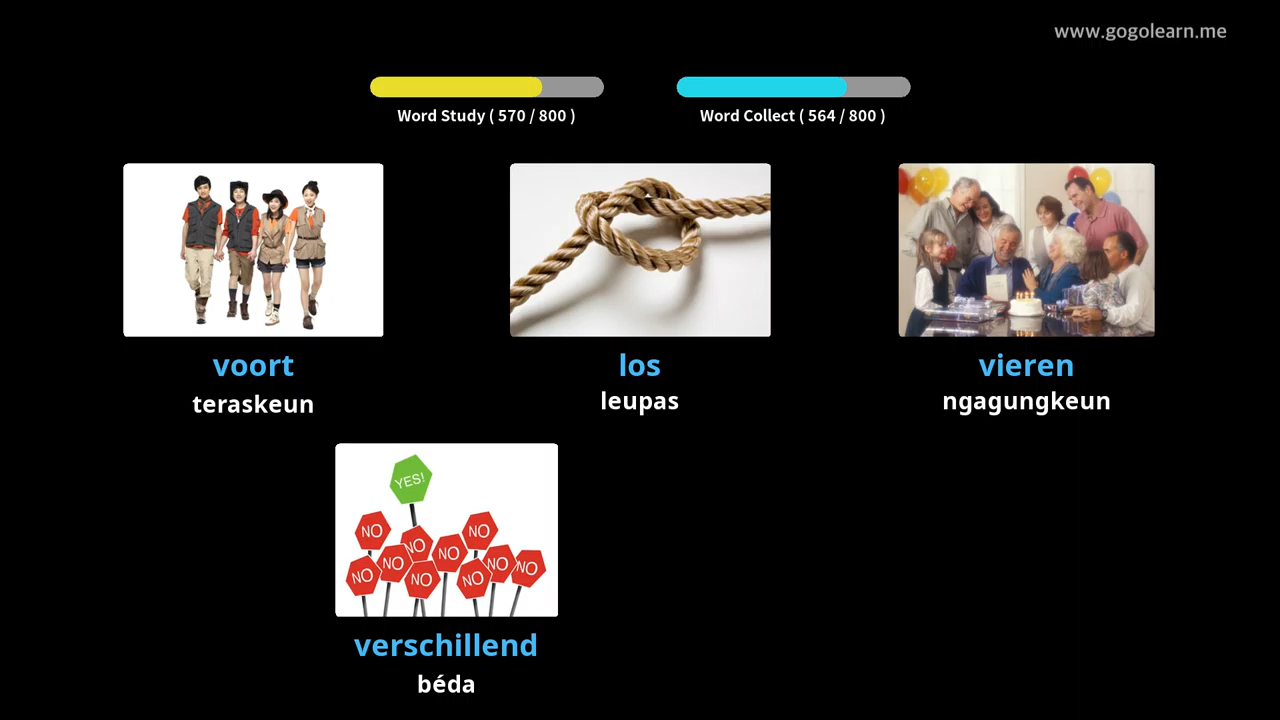 www.gogolearn.me
Word Study ( 570 / 800 )
Word Collect ( 564 / 800 )
voort
teraskeun
los
leupas
vieren
ngagungkeun
YES!
NO
NO
NO
NO
NO
NO
NO
NO
NO
NO
verschillend
béda